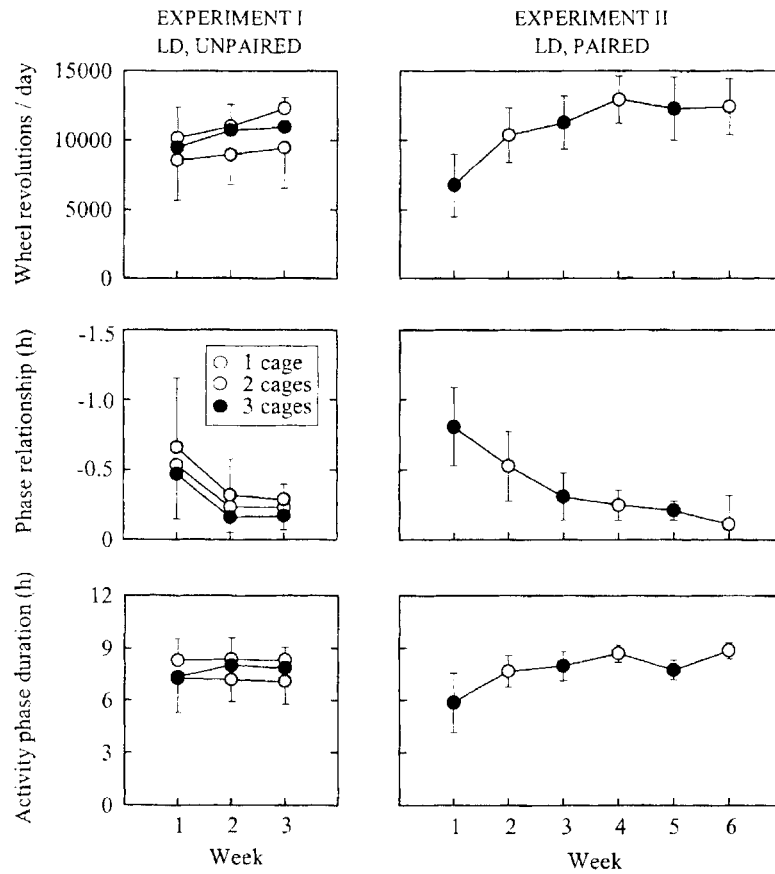 EXPERIMENT I
LD, UNPAIRED
EXPERIMENT II
LD, PAIRED
Wheel revolutions / day
15000
10000
5000
0
Phase relationship (h)
-1.5
-1.0
-0.5
0
1 cage
2 cages
3 cages
Activity phase duration (h)
12
9
6
3
0
1 2 3
Week
1 2 3 4 5 6
Week